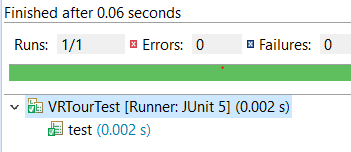 Finished after 0.06 seconds
Runs: 1/1 Errors: 0 Failures: 0
VRTourTest [Runner: JUnit 5] (0.002 s)
test (0.002 s)